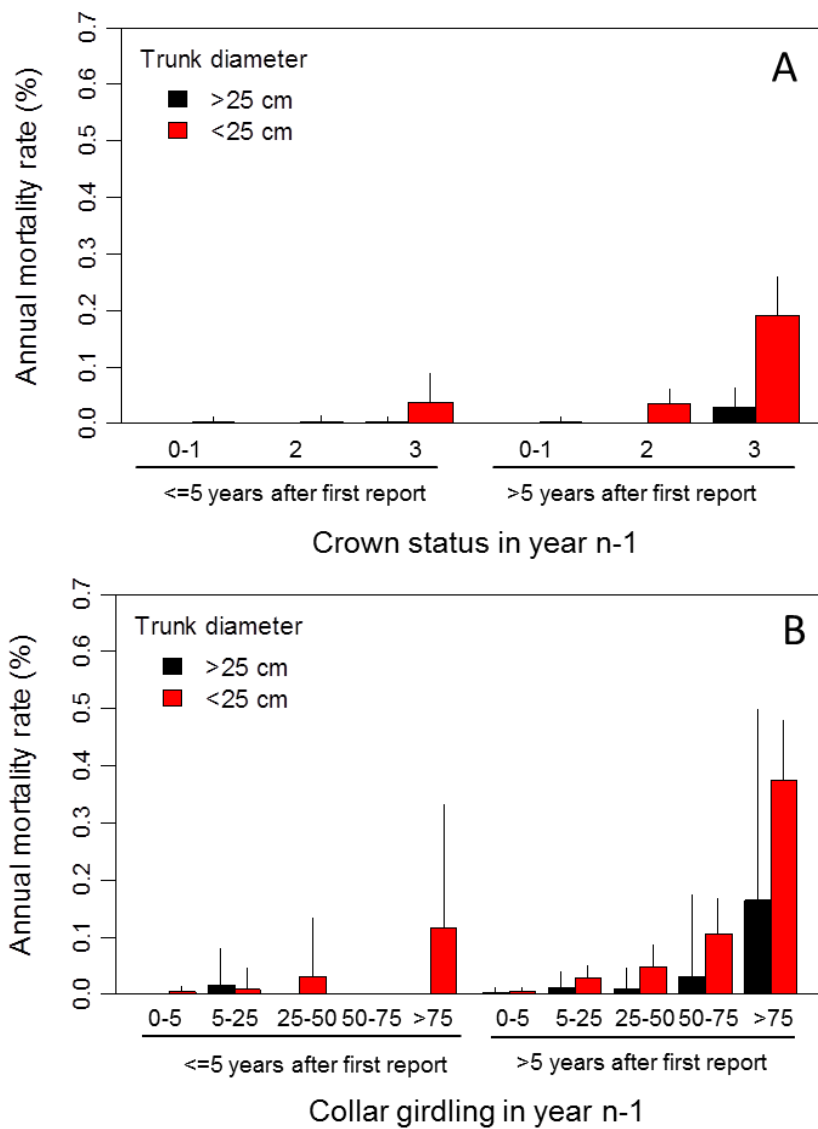 A
Trunk diameter
>25 cm
<25 cm
Annual mortality rate (%)
0.7
0.6
0.5
0.4
0.3
0.2
0.1
0.0
0-1 2 3 0-1 2 3
<=5 years after first report >5 years after first report
Crown status in year n-1
B
Trunk diameter
>25 cm
<25 cm
Annual mortality rate (%)
0.7
0.6
0.5
0.4
0.3
0.2
0.1
0.0
0-5 5-25 25-50 50-75 >75 0-5 5-25 25-50 50-75 >75
<=5 years after first report >5 years after first report
Collar girdling in year n-1